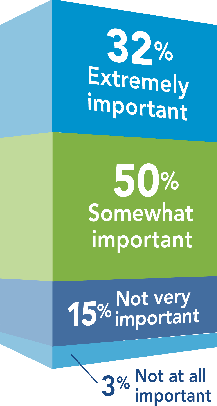 32%
Extremely
important
50%
Somewhat
important
15% Not very
important
3% Not at all
important